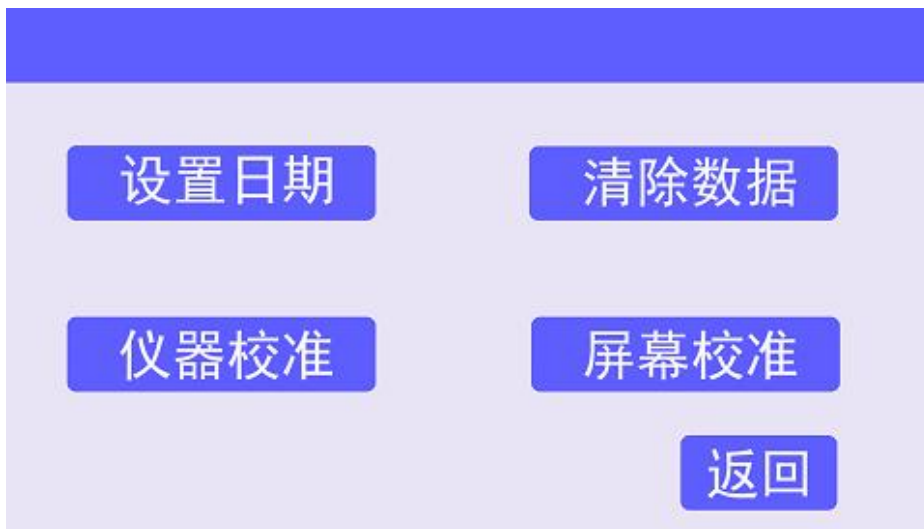 设置日期
清除数据
仪器校准
屏幕校准
返回